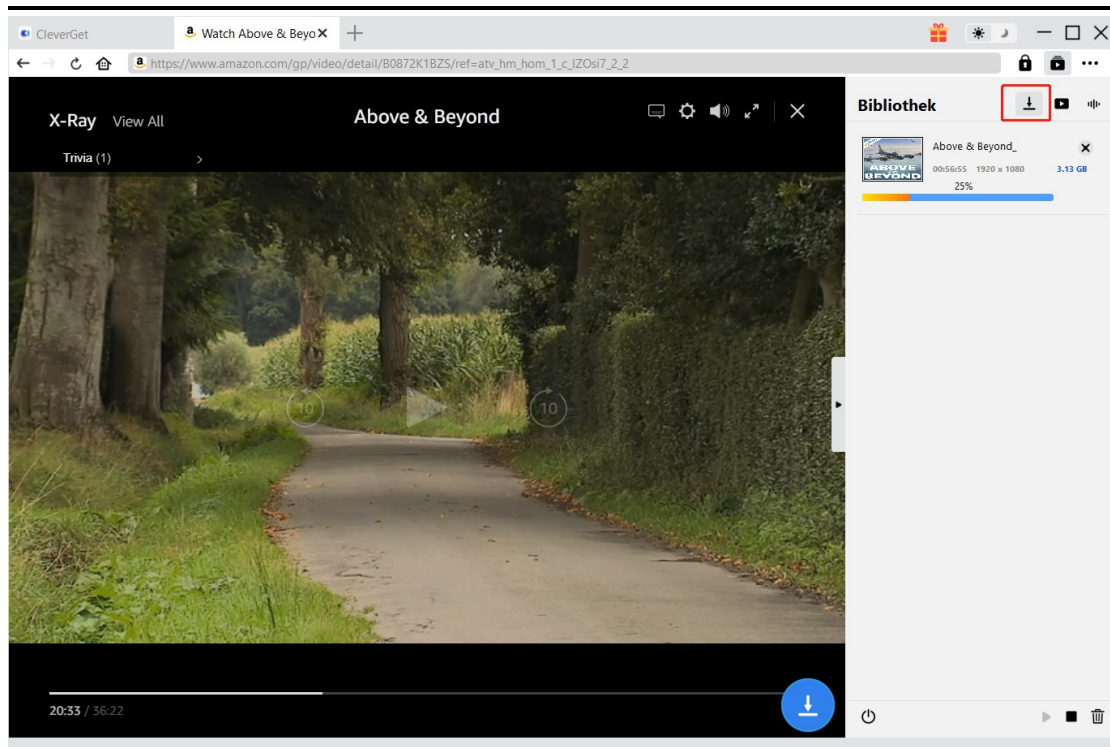 CleverGet
Watch Above & Beyo
https://www.amazon.com/gp/video/detail/B0872K1BZS/ref=atv_hm_hom_1_c_lZOsi7_2_2
X-Ray View All
Above & Beyond
Trivia (1)
10
10
20:33 / 36:22
Bibliothek
Above & Beyond_
ABOVE
BEYOND
00:56:55 1920 x 1080 3.13 GB
25%